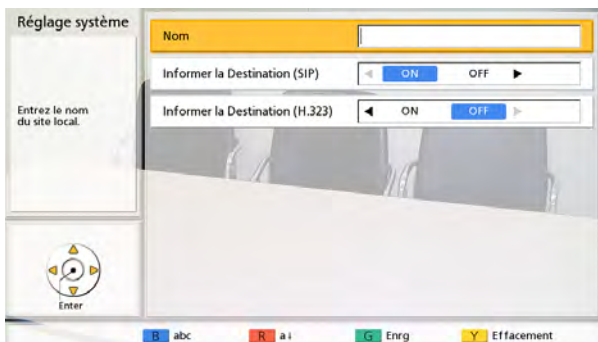 Réglage système
Entrez le nom
du site local.
Enter
Nom
Informer la Destination (SIP) ON OFF
Informer la Destination (H.323) ON OFF
B abc R a↓ G Enrg Y Effacement